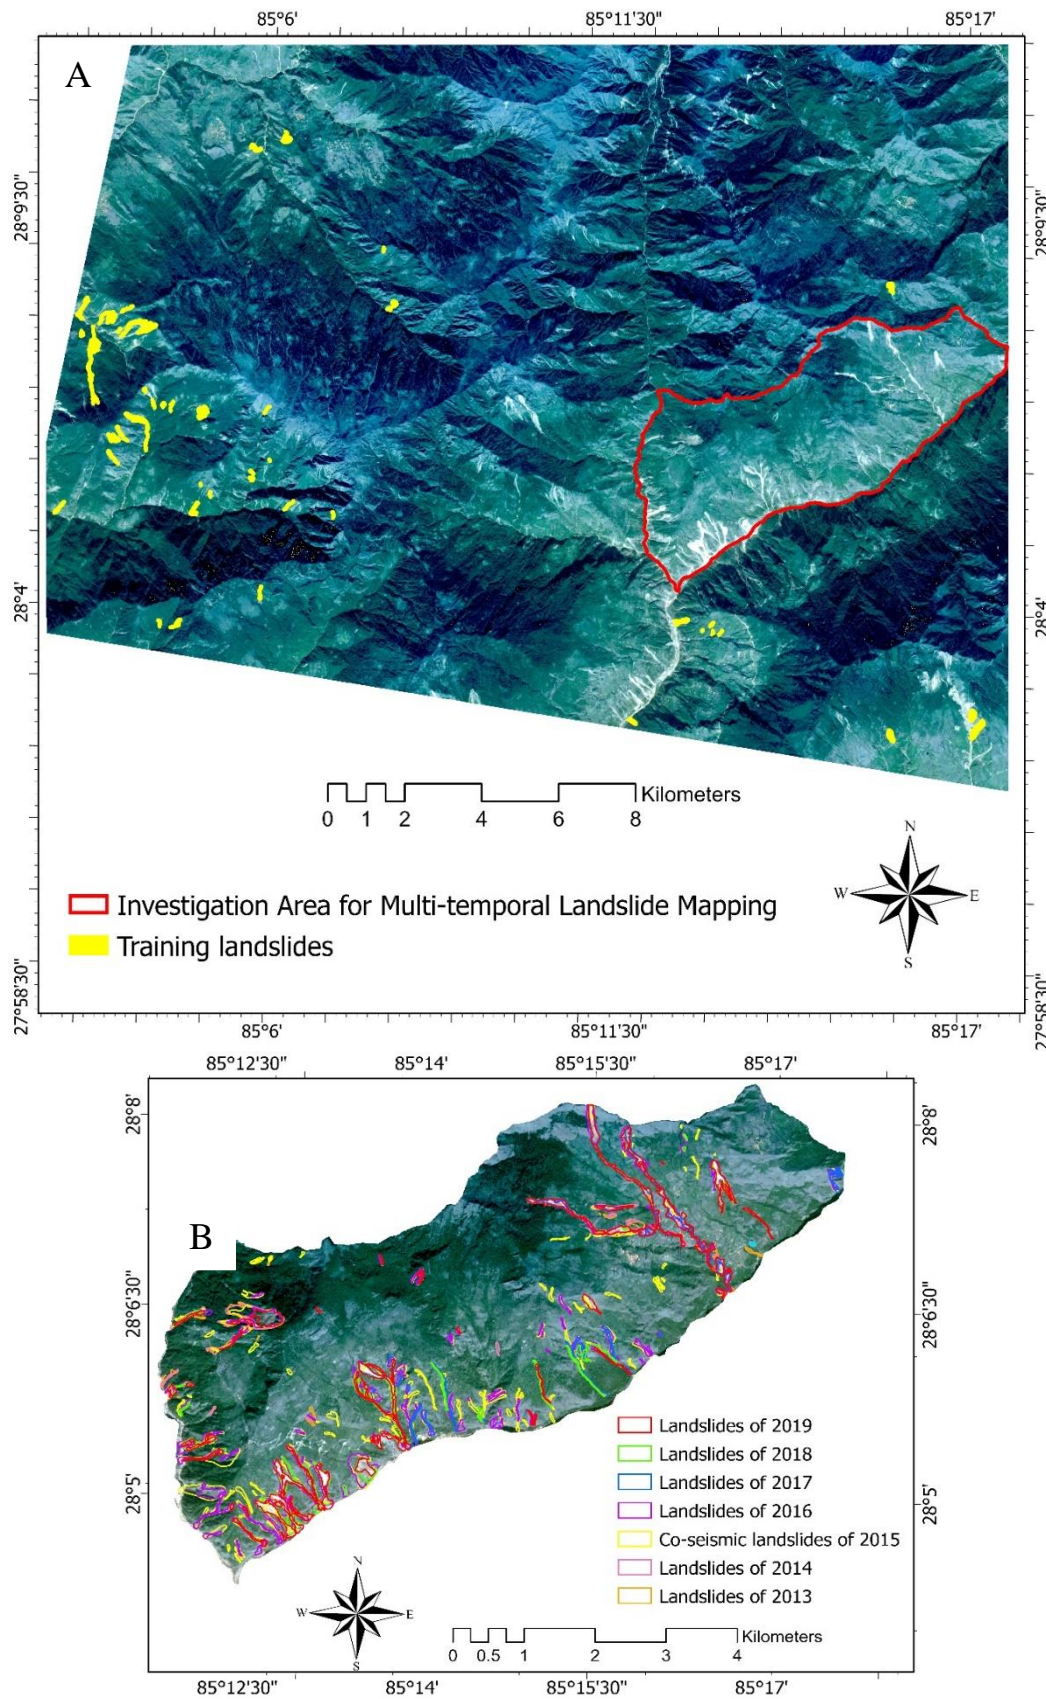 85°6' 85°11'30" 85°17'
A
28°9'30" 28°9'30"
28°4' 28°4'
Kilometers
0 1 2 4 6 8
N
W E
S
Investigation Area for Multi-temporal Landslide Mapping
Training landslides
27°58'30" 27°58'30"
85°6' 85°11'30" 85°17'
85°12'30" 85°14' 85°15'30" 85°17'
28°8' 28°8'
B
28°6'30" 28°6'30"
Landslides of 2019
Landslides of 2018
Landslides of 2017
28°5' 28°5'
Landslides of 2016
Co-seismic landslides of 2015
Landslides of 2014
Landslides of 2013
N
W E
S
Kilometers
0 0.5 1 2 3 4
85°12'30" 85°14' 85°15'30" 85°17'